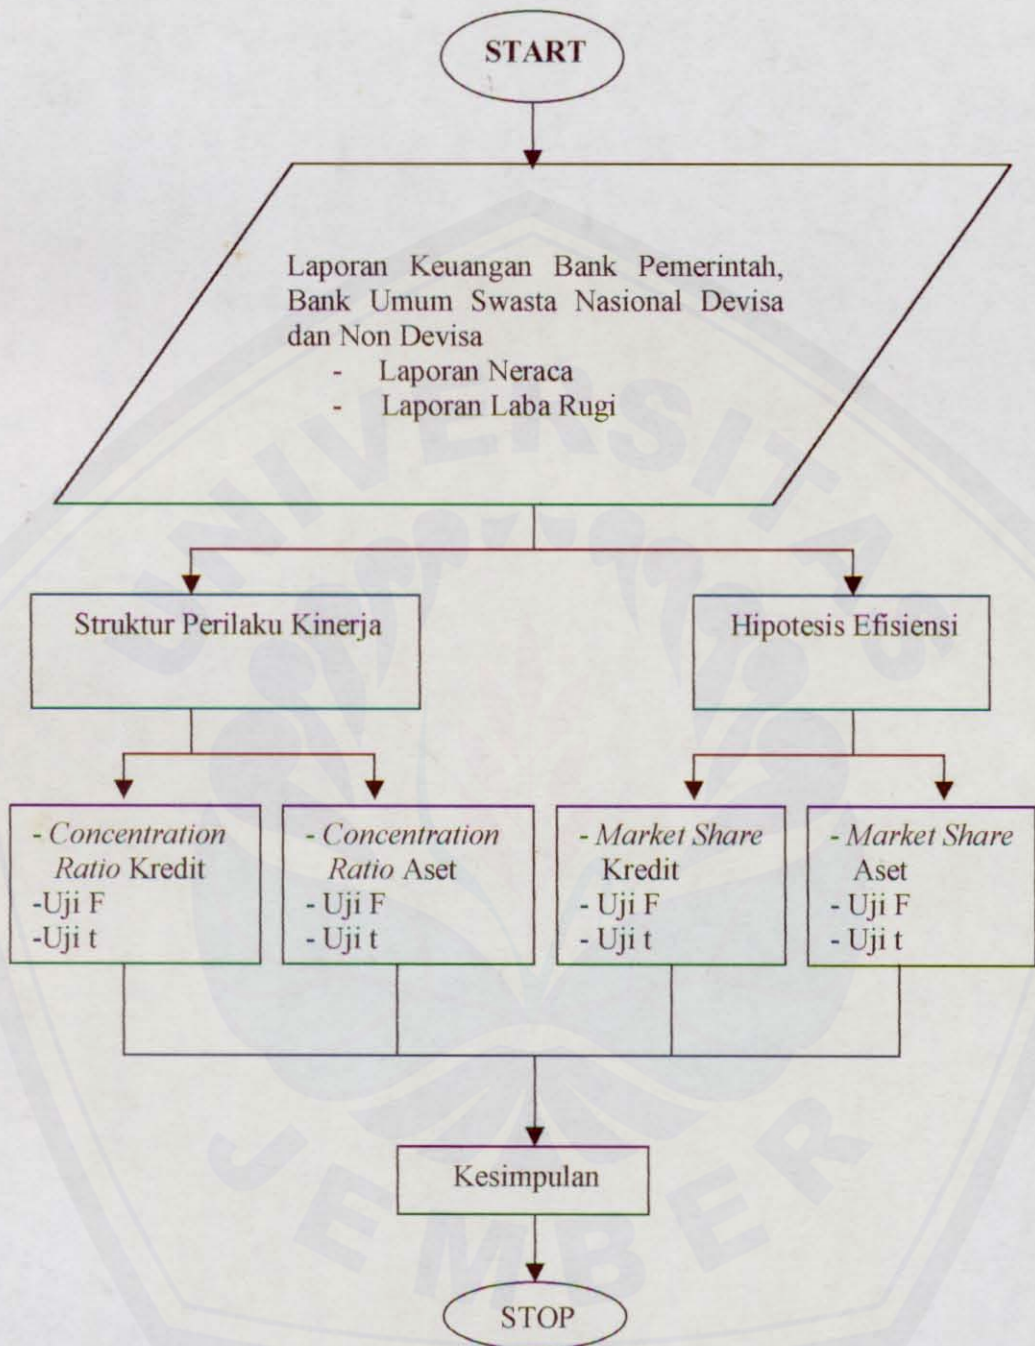 START
Laporan Keuangan Bank Pemerintah,
Bank Umum Swasta Nasional Devisa
dan Non Devisa
- Laporan Neraca
- Laporan Laba Rugi
Struktur Perilaku Kinerja
Hipotesis Efisiensi
- Concentration
Ratio Kredit
-Uji F
-Uji t
- Concentration
Ratio Aset
- Uji F
- Uji t
- Market Share
Kredit
- Uji F
- Uji t
- Market Share
Aset
- Uji F
- Uji t
Kesimpulan
STOP
UNIVERSITAS
JEMBER